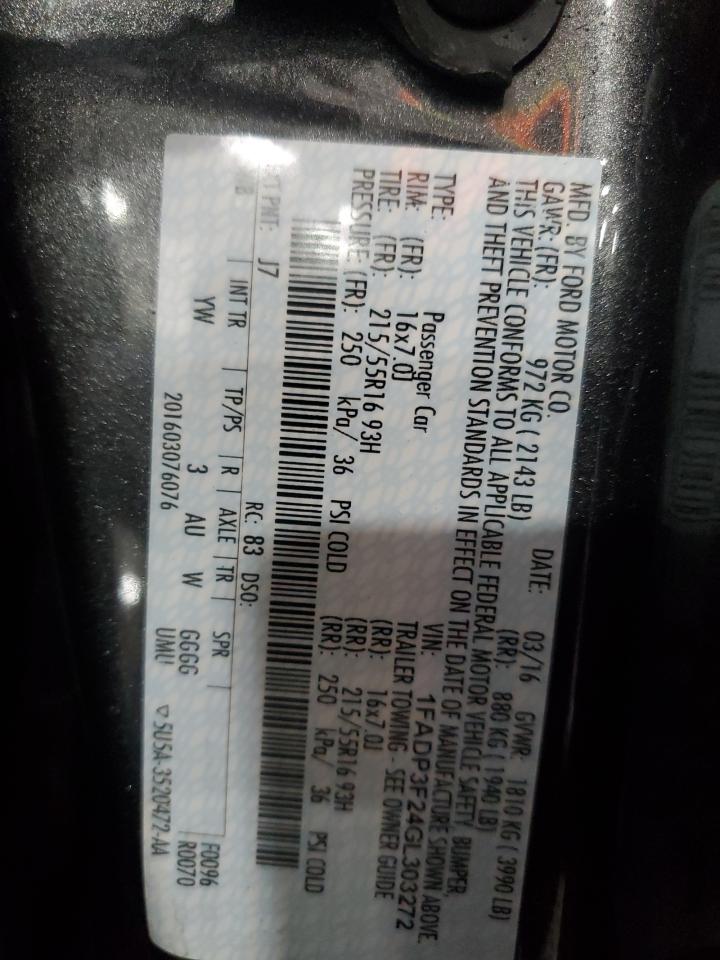 MFD. BY FORD MOTOR CO.
DATE: 03/16 GVWR: 1810 KG ( 3990 LB)
GAWR: (FR): 972 KG ( 2143 LB) (RR): 880 KG ( 1940 LB)
THIS VEHICLE CONFORMS TO ALL APPLICABLE FEDERAL MOTOR VEHICLE SAFETY, BUMPER,
AND THEFT PREVENTION STANDARDS IN EFFECT ON THE DATE OF MANUFACTURE SHOWN ABOVE.
VIN: 1FADP3F24GL303272
TYPE: Passenger Car TRAILER TOWING - SEE OWNER GUIDE
RIM: (FR): 16x7.0J (RR): 16x7.0J
TIRE: (FR): 215/55R16 93H (RR): 215/55R16 93H
PRESSURE: (FR): 250 kPa/ 36 PSI COLD (RR): 250 kPa/ 36 PSI COLD
PNT: J7 RC: 83 DSO: F0096
INT TR TP/PS R AXLE TR SPR R0070
YW 3 AU W GGGG
201603076076 UMU ▽ 5U5A-3520472-AA